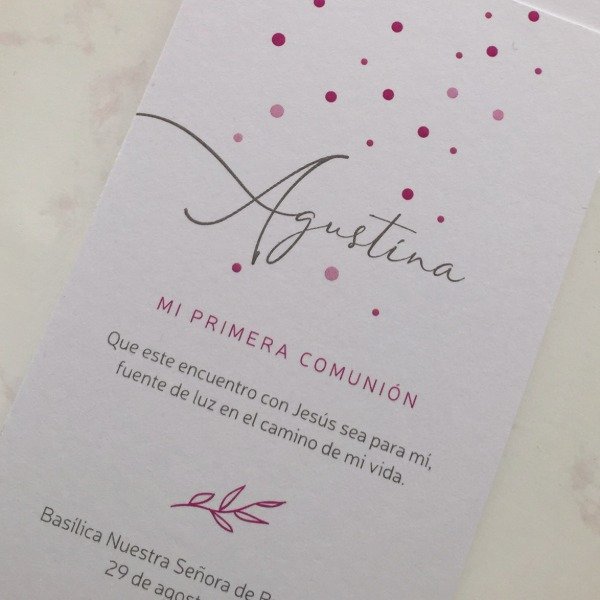 Agustina
MI PRIMERA COMUNIÓN
Que este encuentro con Jesús sea para mí,
fuente de luz en el camino de mi vida.
Basílica Nuestra Señora de
29 de